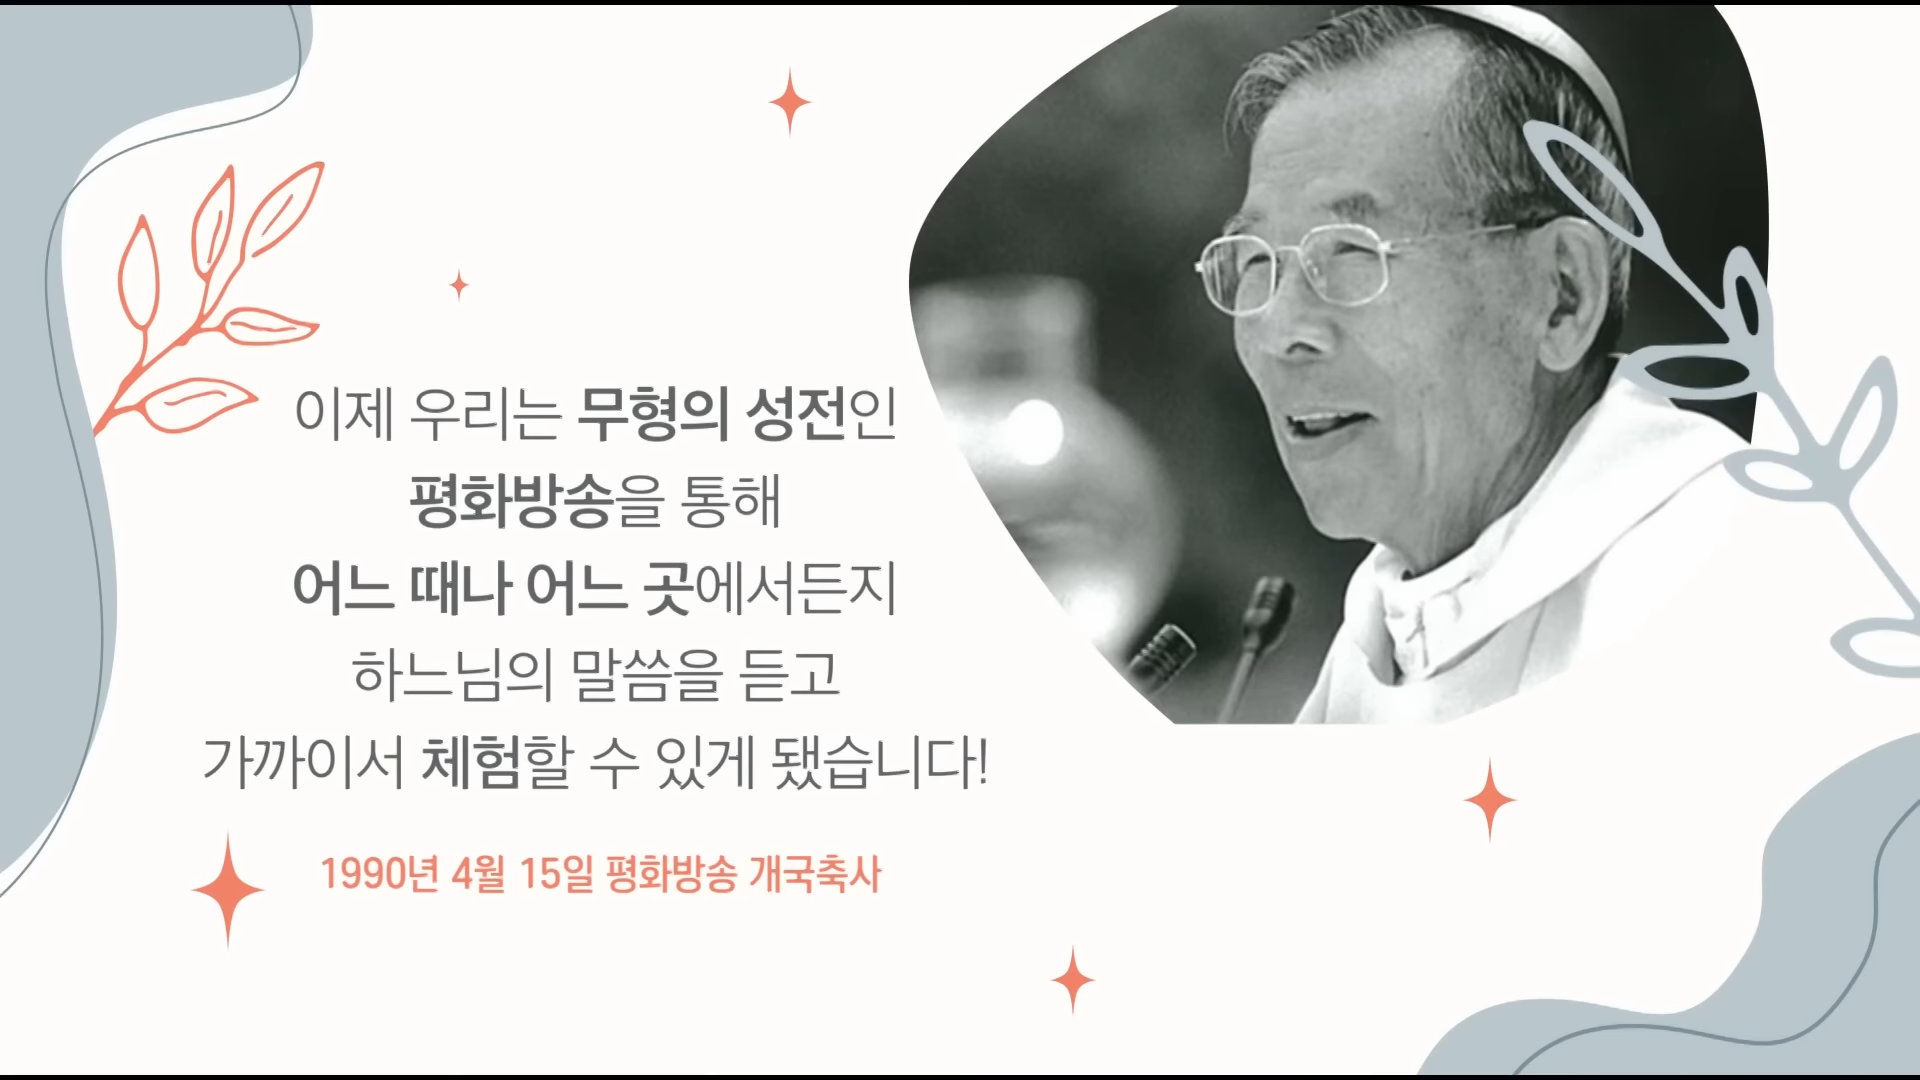 이제 우리는 무형의 성전인
평화방송을 통해
어느 때나 어느 곳에서든지
하느님의 말씀을 듣고
가까이서 체험할 수 있게 됐습니다!
1990년 4월 15일 평화방송 개국축사